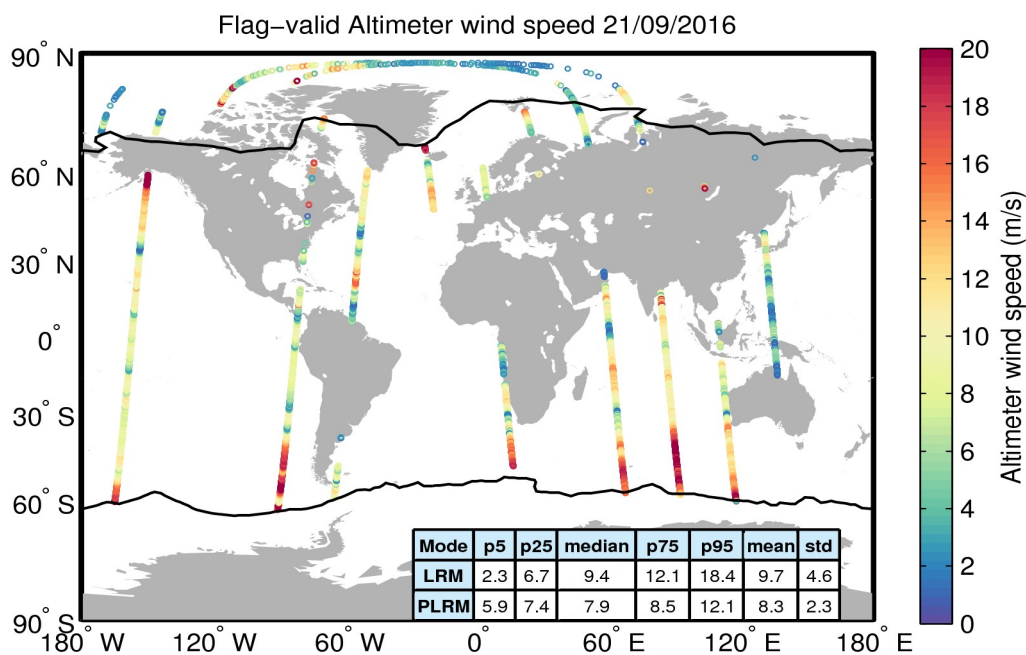 Flag−valid Altimeter wind speed 21/09/2016
90° N
60° N
30° N
0°
30° S
60° S
90° S
180° W 120° W 60° W 0° 60° E 120° E 180° E
Mode p5 p25 median p75 p95 mean std
LRM 2.3 6.7 9.4 12.1 18.4 9.7 4.6
PLRM 5.9 7.4 7.9 8.5 12.1 8.3 2.3
20
18
16
14
12
10
8
6
4
2
0
Altimeter wind speed (m/s)